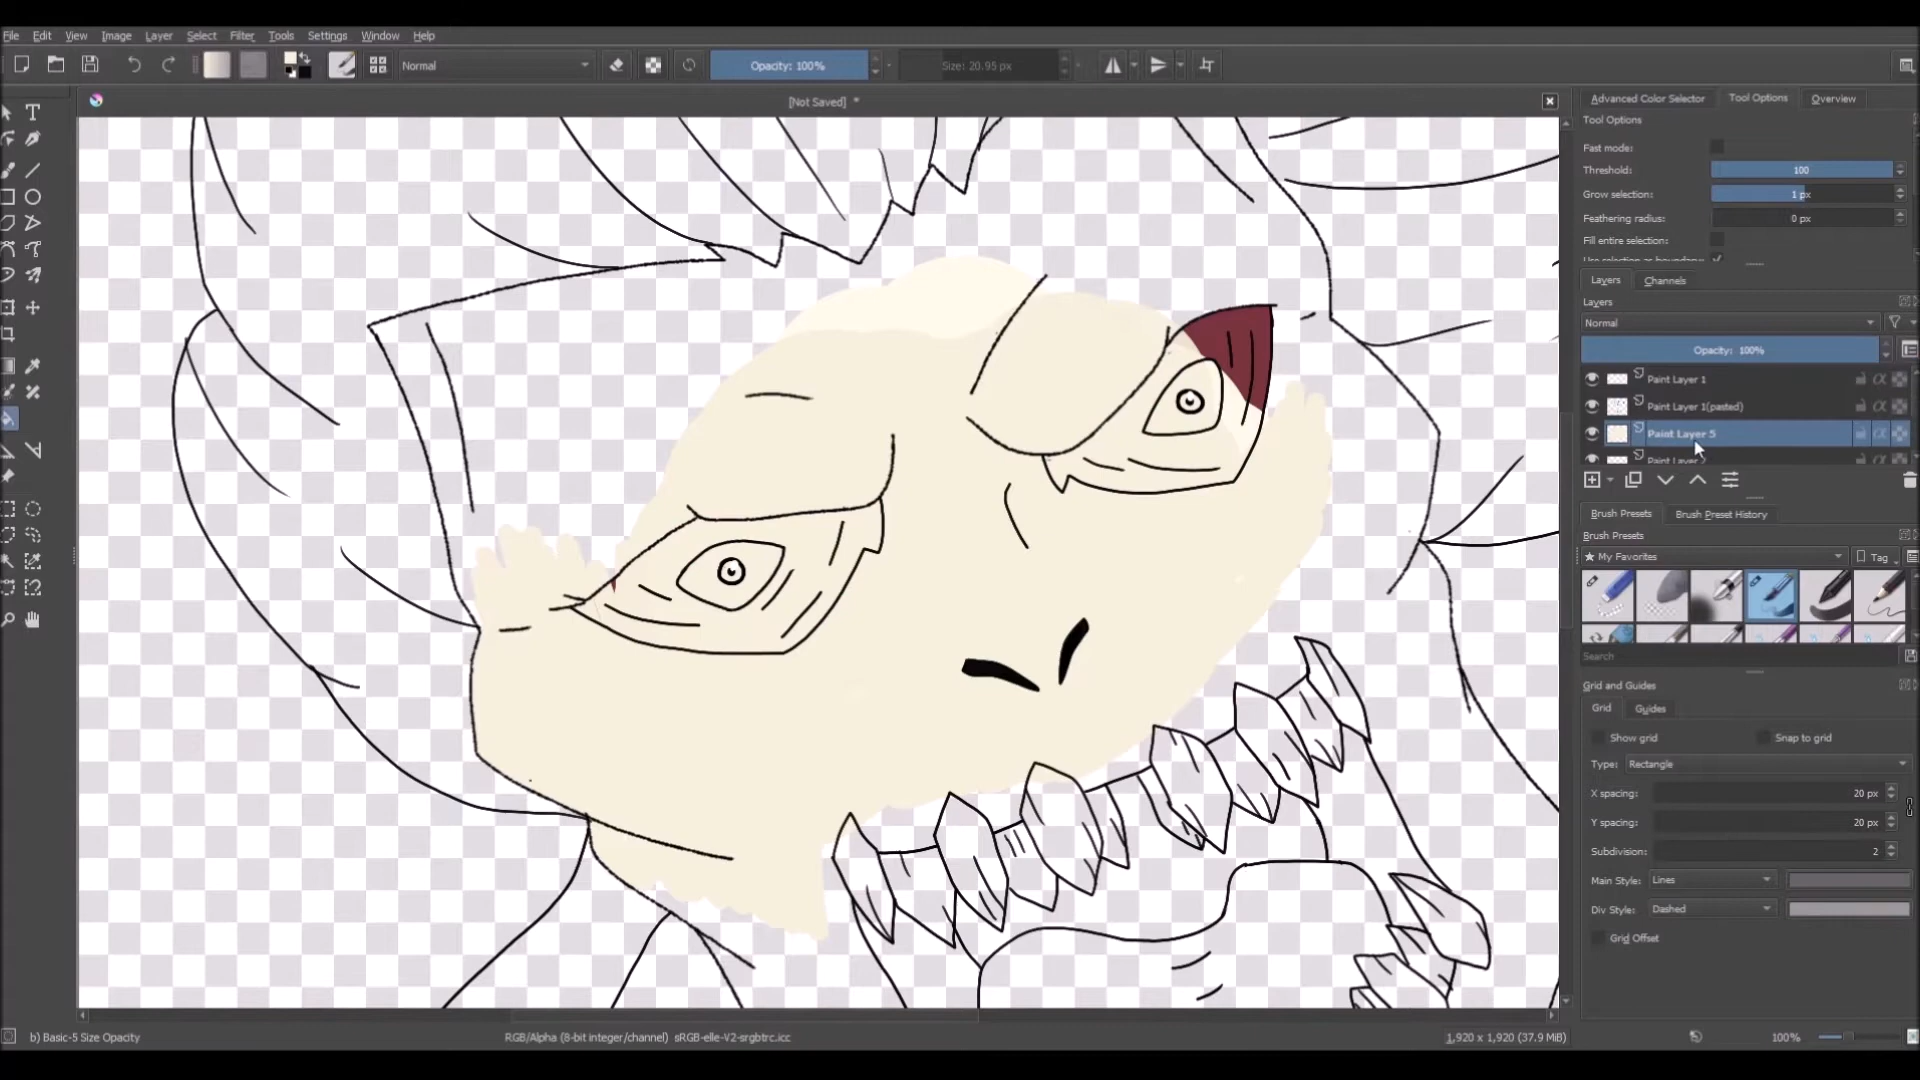 File Edit View Image Layer Select Filter Tools Settings Window Help
Normal
Opacity: 100%
Size: 20.95 px
[Not Saved] *
Advanced Color Selector
Tool Options
Overview
Tool Options
Fast mode:
Threshold:
100
Grow selection:
1 px
Feathering radius:
0 px
Fill entire selection:
Use selection as boundary:
Layers
Channels
Layers
Normal
Opacity: 100%
Paint Layer 1
Paint Layer 1(pasted)
Paint Layer 5
Paint Layer
Brush Presets
Brush Preset History
Brush Presets
★ My Favorites
Tag
Search
Grid and Guides
Grid
Guides
Show grid
Snap to grid
Type: Rectangle
X spacing:
20 px
Y spacing:
20 px
Subdivision:
2
Main Style: Lines
Div Style: Dashed
Grid Offset
b) Basic-5 Size Opacity
RGB/Alpha (8-bit integer/channel) sRGB-elle-V2-srgbtrc.icc
1,920 x 1,920 (37.9 MiB)
100%